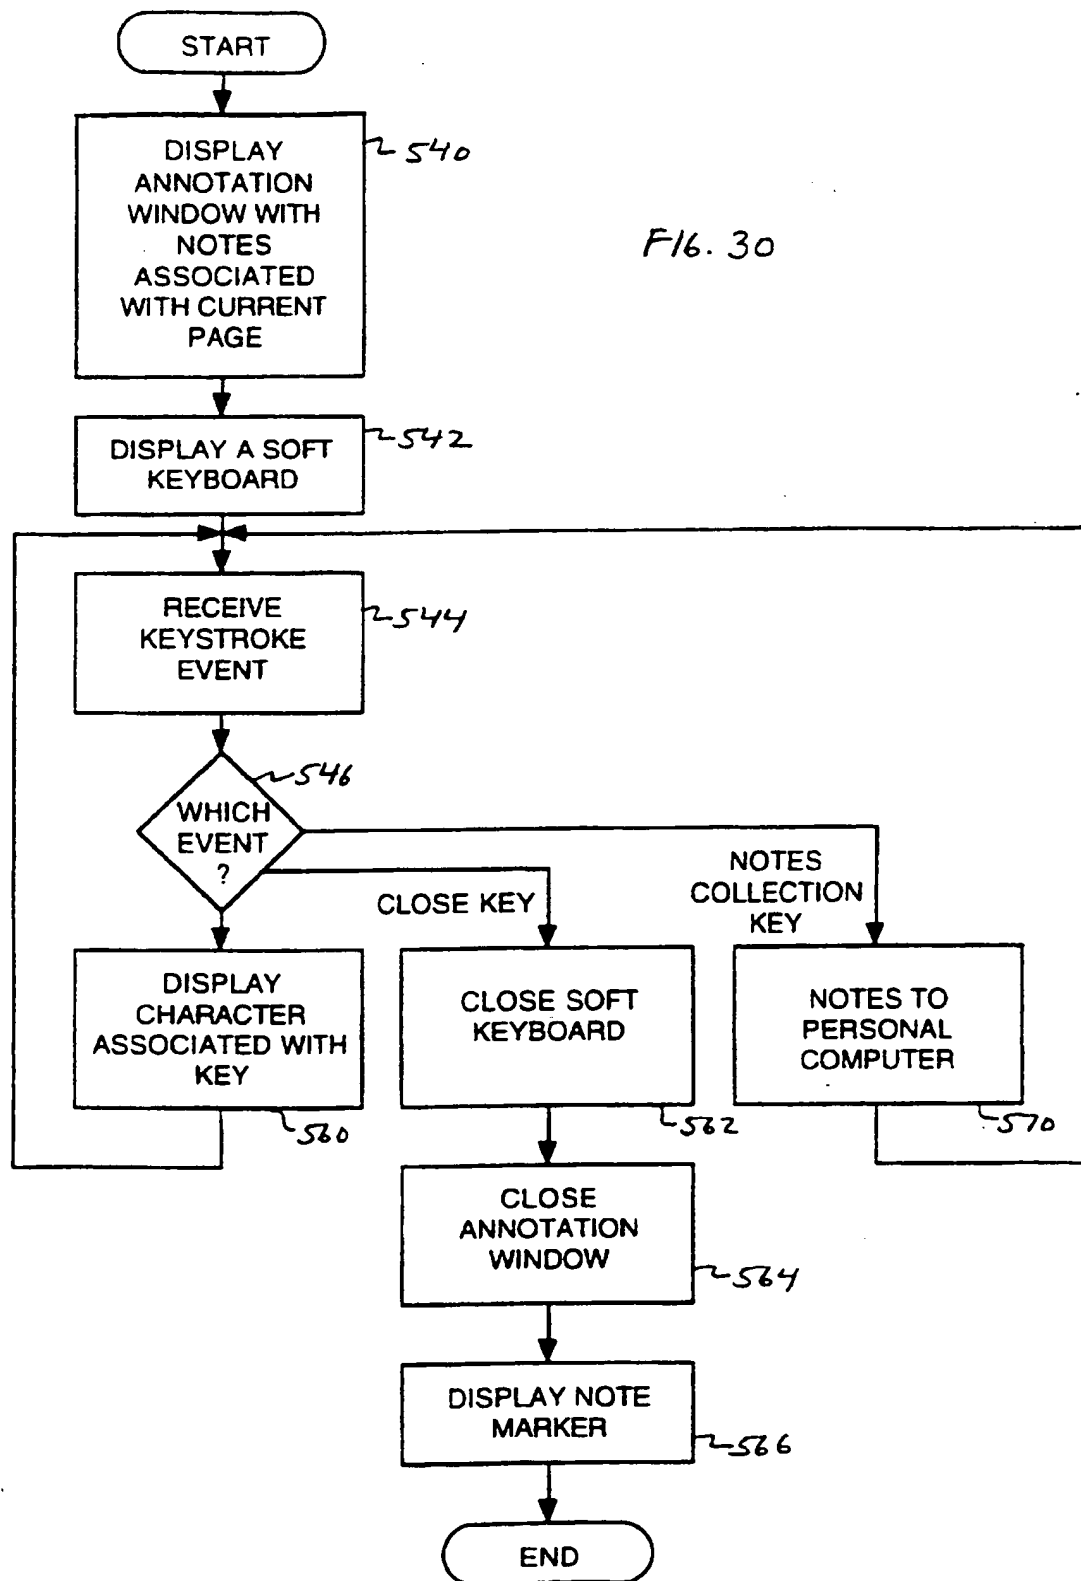 START
DISPLAY
ANNOTATION
WINDOW WITH
NOTES
ASSOCIATED
WITH CURRENT
PAGE
540
FIG. 30
DISPLAY A SOFT
KEYBOARD
542
RECEIVE
KEYSTROKE
EVENT
544
WHICH
EVENT
?
546
CLOSE KEY
NOTES
COLLECTION
KEY
DISPLAY
CHARACTER
ASSOCIATED WITH
KEY
560
CLOSE SOFT
KEYBOARD
562
NOTES TO
PERSONAL
COMPUTER
570
CLOSE
ANNOTATION
WINDOW
564
DISPLAY NOTE
MARKER
566
END